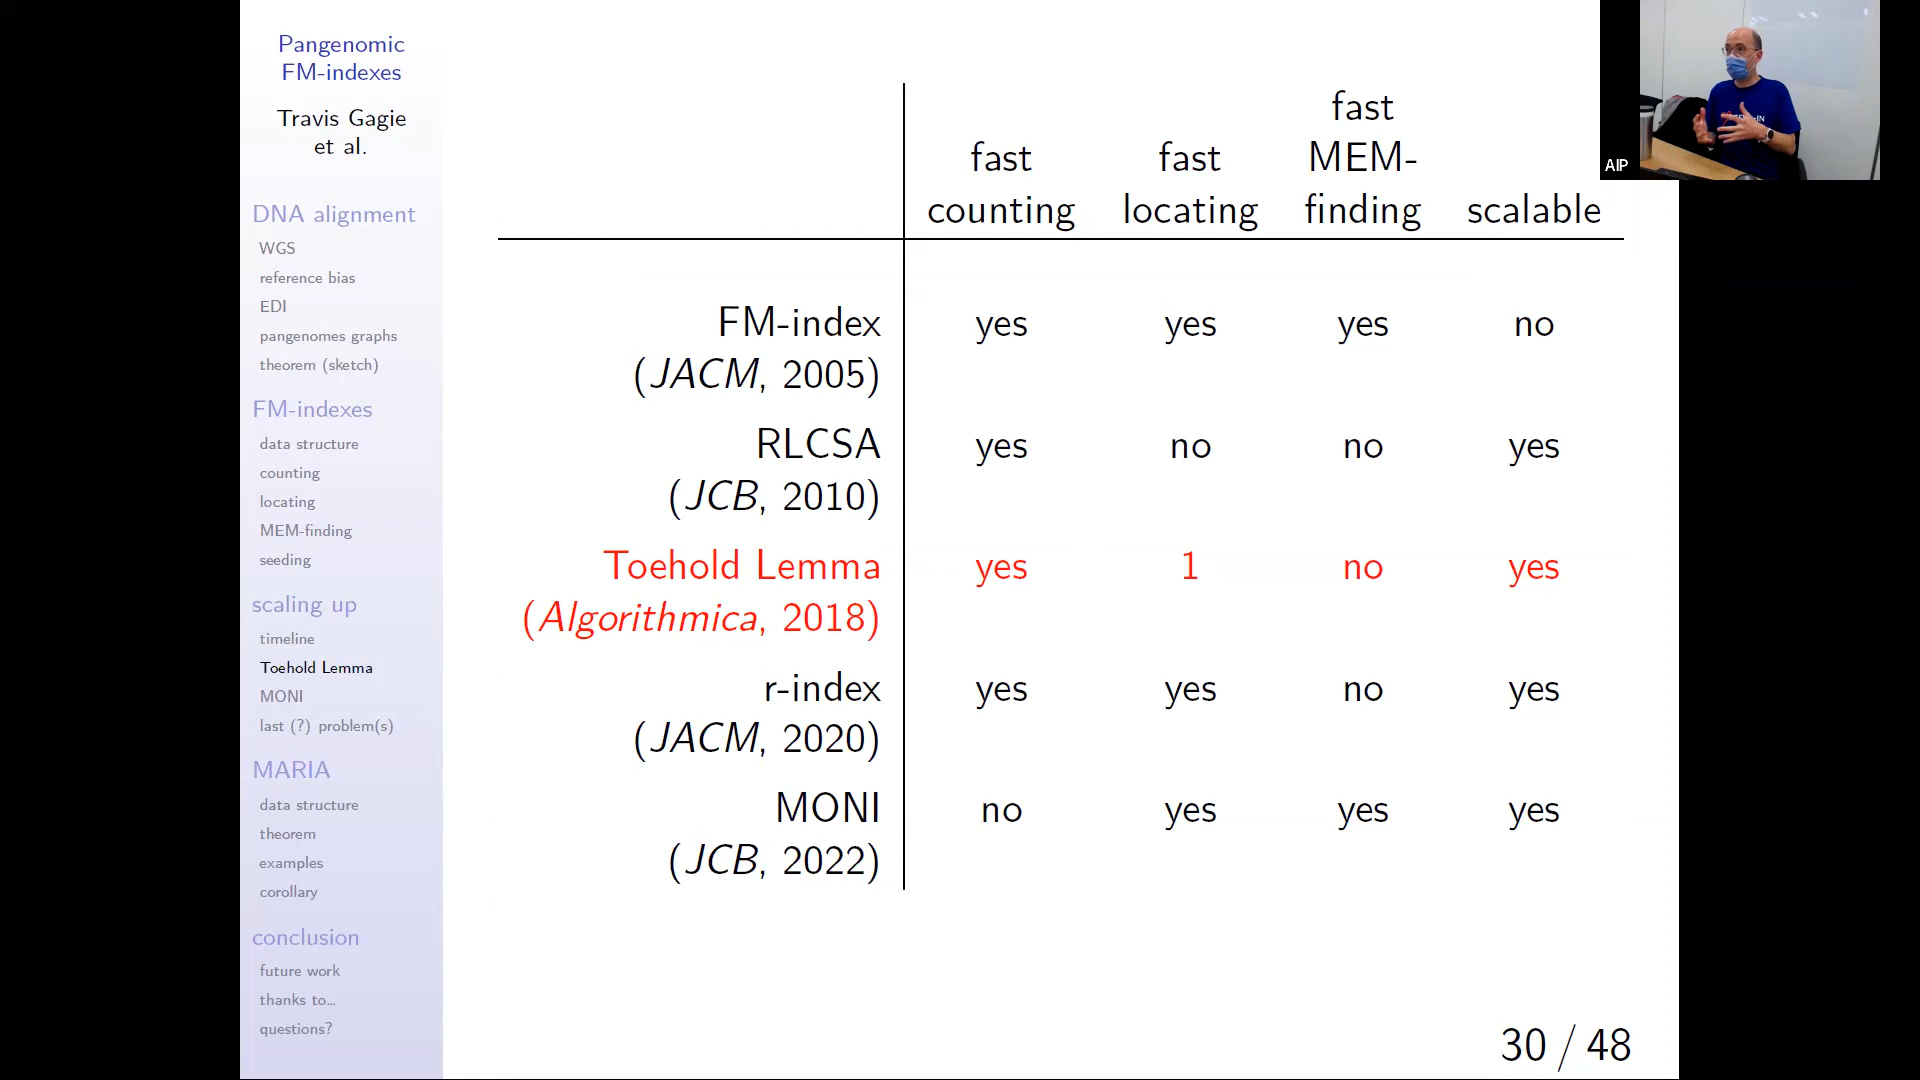 Pangenomic
FM-indexes
Travis Gagie
et al.
DNA alignment
WGS
reference bias
EDI
pangenomes graphs
theorem (sketch)
FM-indexes
data structure
counting
locating
MEM-finding
seeding
scaling up
timeline
Toehold Lemma
MONI
last (?) problem(s)
MARIA
data structure
theorem
examples
corollary
conclusion
future work
thanks to…
questions?
fast
fast fast MEM-
counting locating finding scalable
FM-index yes yes yes no
(JACM, 2005)
RLCSA yes no no yes
(JCB, 2010)
Toehold Lemma yes 1 no yes
(Algorithmica, 2018)
r-index yes yes no yes
(JACM, 2020)
MONI no yes yes yes
(JCB, 2022)
30 / 48
AIP